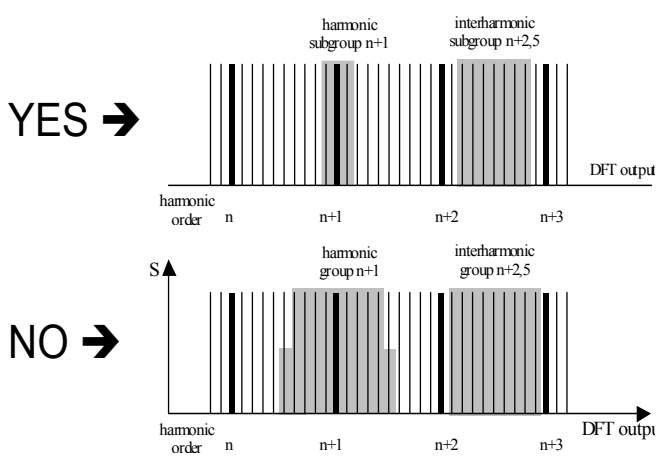 harmonic
subgroup n+1
interharmonic
subgroup n+2,5
YES ➔
DFT output
harmonic
order n n+1 n+2 n+3
harmonic
group n+1
interharmonic
group n+2,5
S
NO ➔
DFT output
harmonic
order n n+1 n+2 n+3